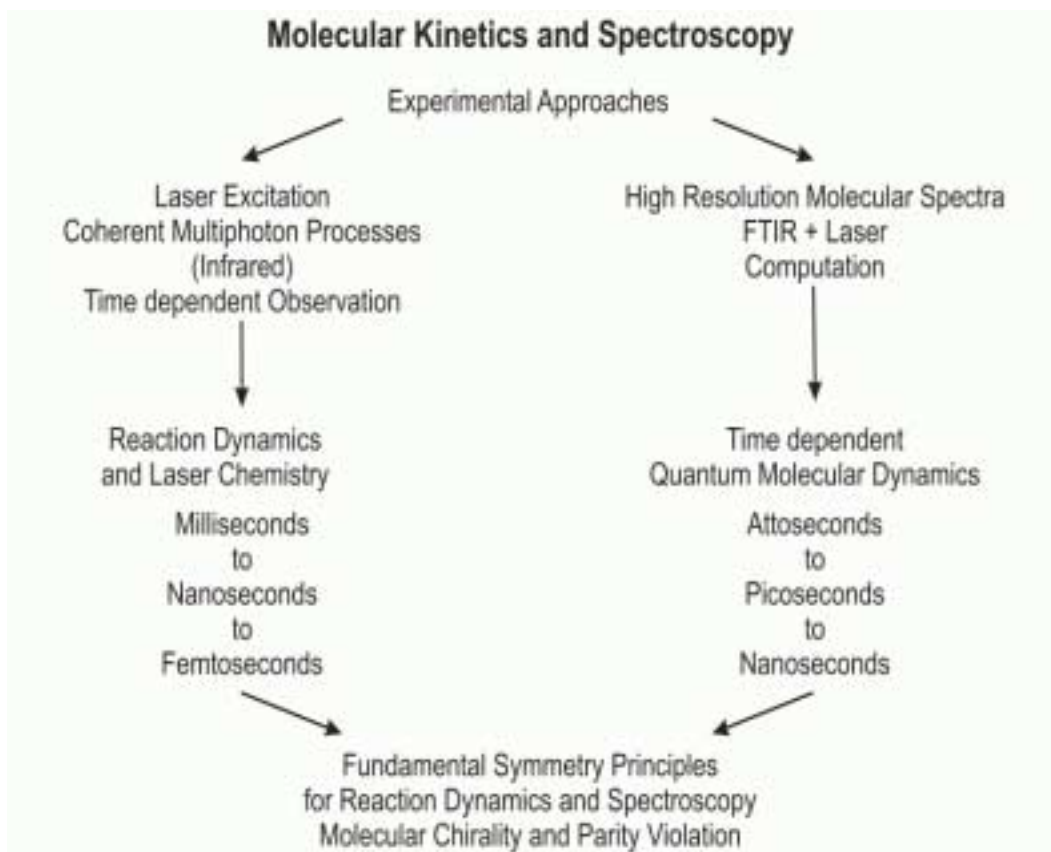 Molecular Kinetics and Spectroscopy
Experimental Approaches
Laser Excitation
Coherent Multiphoton Processes
(Infrared)
Time dependent Observation
High Resolution Molecular Spectra
FTIR + Laser
Computation
Reaction Dynamics
and Laser Chemistry
Milliseconds
to
Nanoseconds
to
Femtoseconds
Time dependent
Quantum Molecular Dynamics
Attoseconds
to
Picoseconds
to
Nanoseconds
Fundamental Symmetry Principles
for Reaction Dynamics and Spectroscopy
Molecular Chirality and Parity Violation